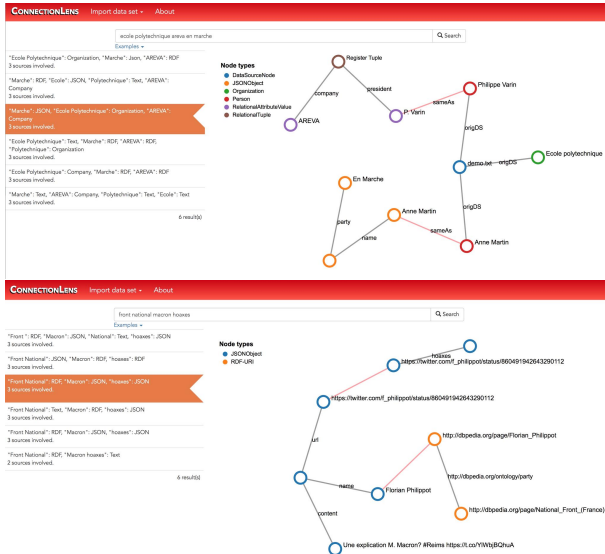 CONNECTIONLENS Import data set About
ecole polytechnique areva en marche
Search
Examples
"Ecole Polytechnique": Organization, "Marche": Json, "AREVA": RDF
3 sources involved.
"Marche": RDF, "Ecole": JSON, "Polytechnique": Text, "AREVA":
Company
3 sources involved.
"Marche": JSON, "Ecole Polytechnique": Organization, "AREVA":
Company
3 sources involved.
"Ecole Polytechnique": Text, "Marche": RDF, "AREVA": RDF,
"Polytechnique": Organization
3 sources involved.
"Ecole Polytechnique": Company, "Marche": RDF, "AREVA": RDF
3 sources involved.
"Marche": Text, "AREVA": Company, "Polytechnique": Text, "Ecole": Text
3 sources involved.
6 result(s)
Node types
DataSourceNode
JSONObject
Organization
Person
RelationalAttributeValue
RelationalTuple
Register Tuple
company
president
AREVA
P. Varin
sameAs
Philippe Varin
origDS
demo.txt
origDS
Ecole polytechnique
origDS
En Marche
party
name
Anne Martin
sameAs
Anne Martin
CONNECTIONLENS Import data set About
front national macron hoaxes
Search
Examples
"Front ": RDF, "Macron": JSON, "National": Text, "hoaxes": JSON
3 sources involved.
"Front National": JSON, "Macron": RDF, "hoaxes": RDF
3 sources involved.
"Front National": RDF, "Macron": JSON, "hoaxes": JSON
3 sources involved.
"Front National": Text, "Macron": RDF, "hoaxes": JSON
3 sources involved.
"Front National": RDF, "Macron": JSON, "hoaxes": JSON
3 sources involved.
"Front National": RDF, "Macron hoaxes": Text
2 sources involved.
6 result(s)
Node types
JSONObject
RDF-URI
hoaxes
https://twitter.com/f_philippot/status/860491942643290112
https://twitter.com/f_philippot/status/860491942643290112
url
http://dbpedia.org/page/Florian_Philippot
http://dbpedia.org/ontology/party
name
Florian Philippot
http://dbpedia.org/page/National_Front_(France)
content
Une explication M. Macron? #Reims https://t.co/YlWbjBQhuA